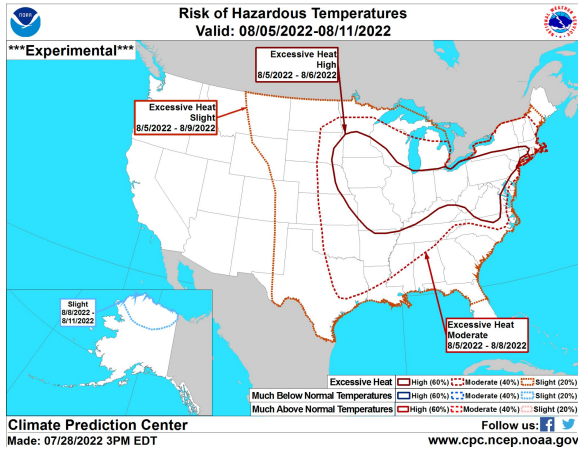 NOAA
NATIONAL WEATHER SERVICE
Risk of Hazardous Temperatures
Valid: 08/05/2022-08/11/2022
***Experimental***
Excessive Heat
High
8/5/2022 - 8/6/2022
Excessive Heat
Slight
8/5/2022 - 8/9/2022
Slight
8/8/2022 -
8/11/2022
Excessive Heat
Moderate
8/5/2022 - 8/8/2022
Excessive Heat High (60%) Moderate (40%) Slight (20%)
Much Below Normal Temperatures High (60%) Moderate (40%) Slight (20%)
Much Above Normal Temperatures High (60%) Moderate (40%) Slight (20%)
Climate Prediction Center
Made: 07/28/2022 3PM EDT
Follow us:
www.cpc.ncep.noaa.gov